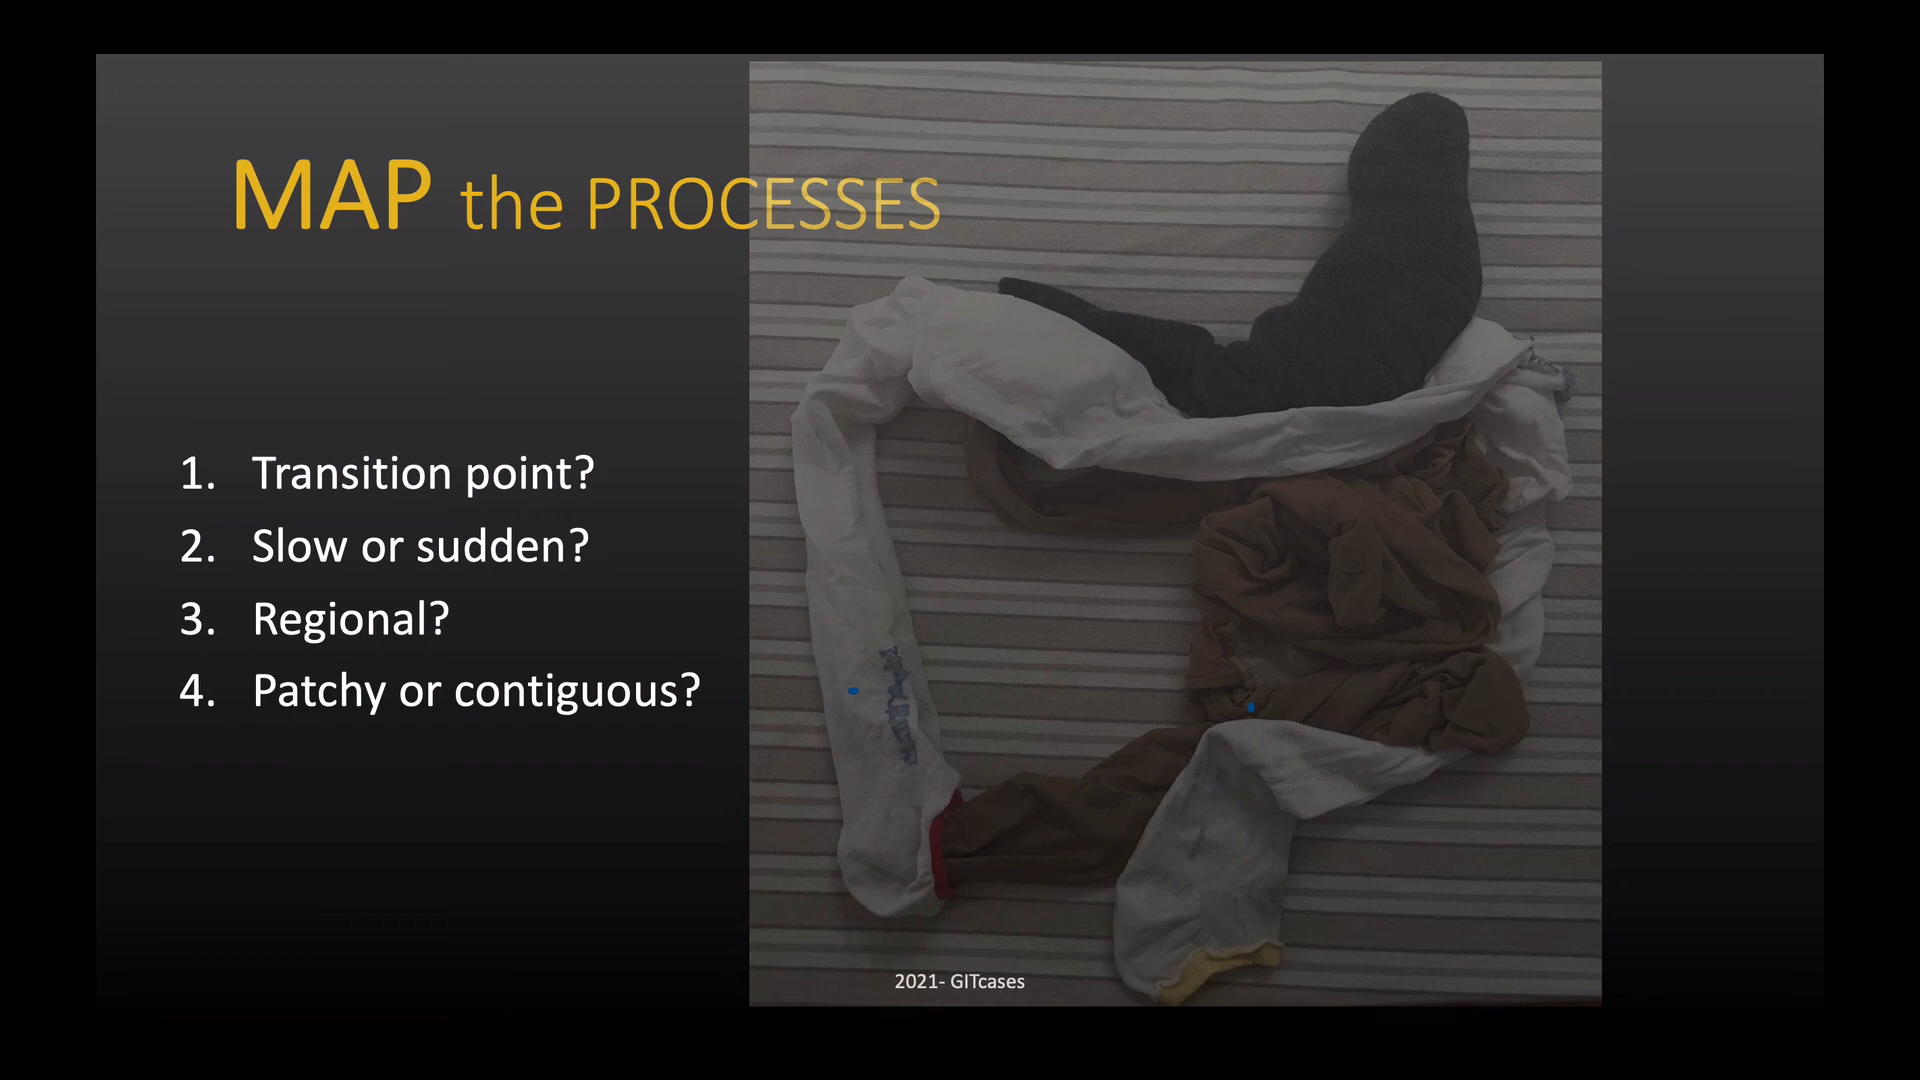 MAP the PROCESSES
1. Transition point?
2. Slow or sudden?
3. Regional?
4. Patchy or contiguous?
2021- GITcases